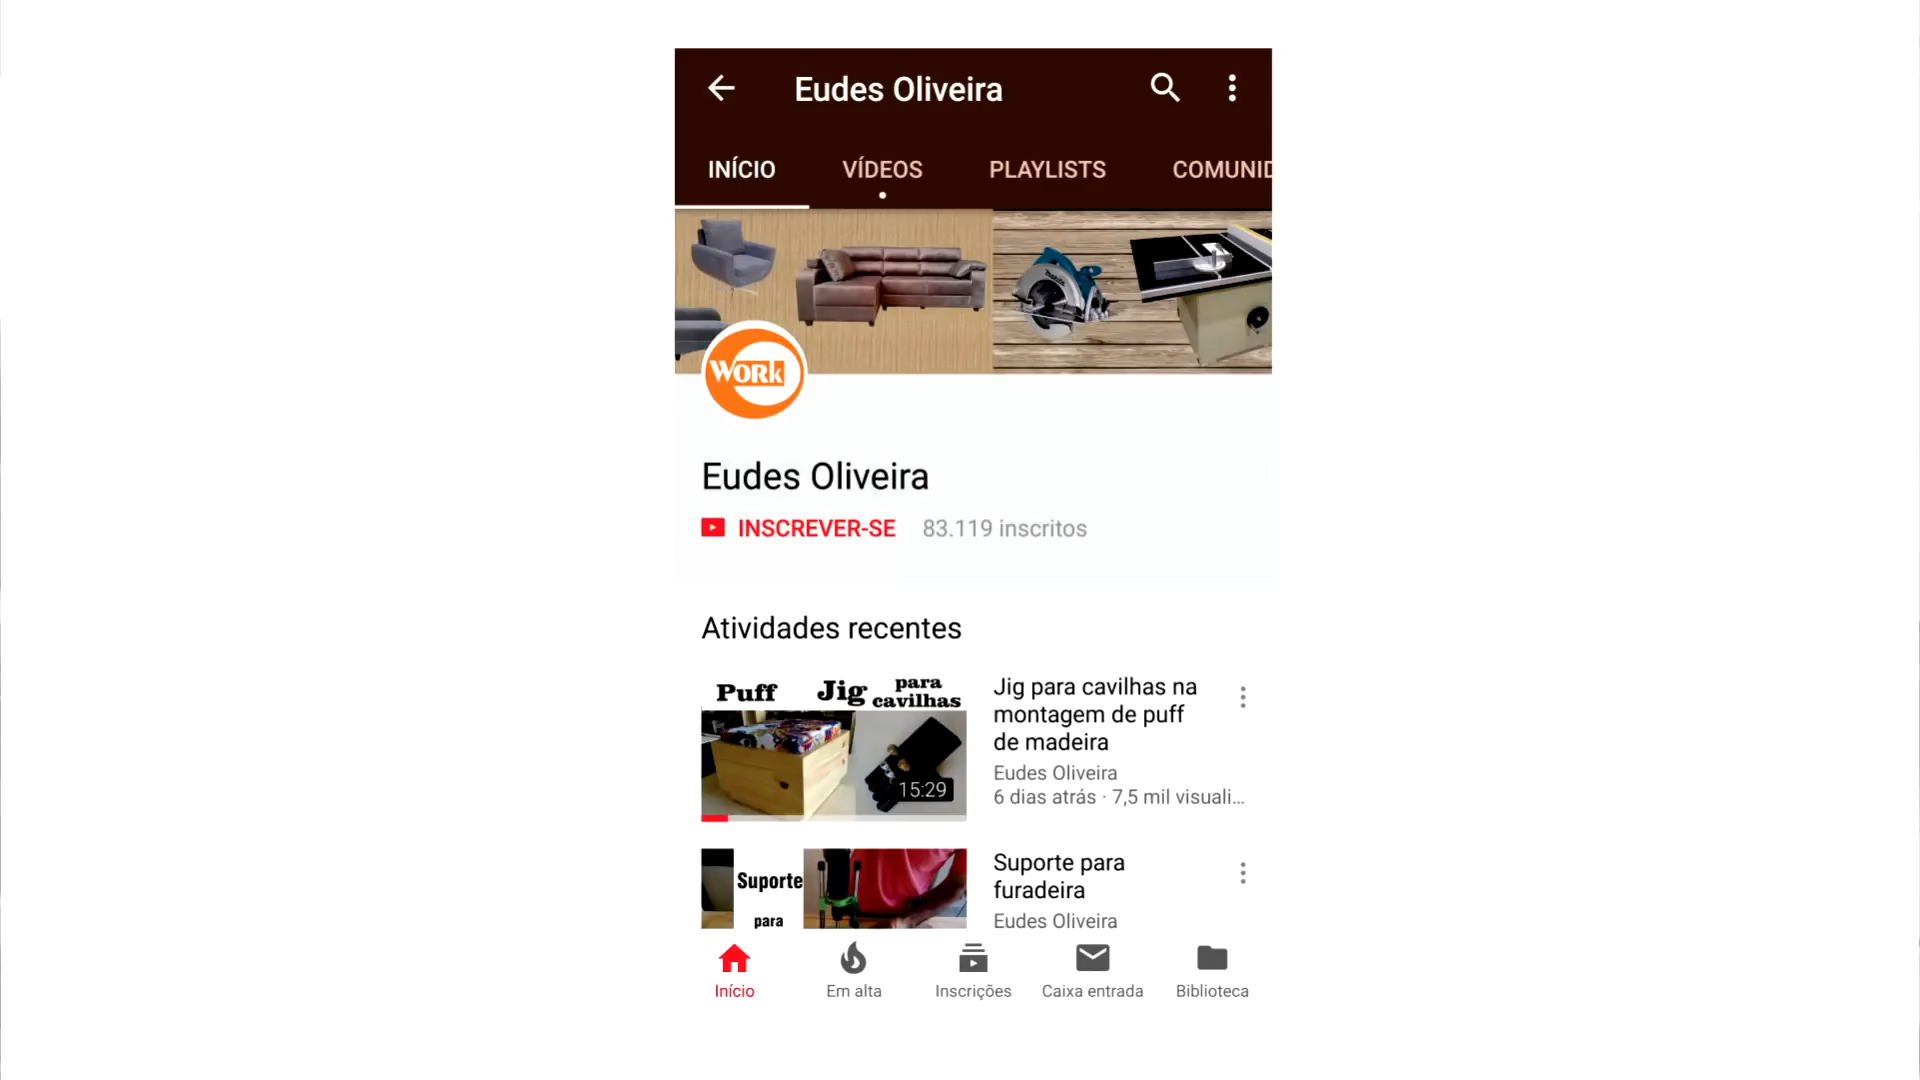 Eudes Oliveira
INÍCIO VÍDEOS PLAYLISTS COMUNID
WORK
Eudes Oliveira
INSCREVER-SE 83.119 inscritos
Atividades recentes
Puff Jig para cavilhas
15:29
Jig para cavilhas na
montagem de puff
de madeira
Eudes Oliveira
6 dias atrás · 7,5 mil visuali...
Suporte
para
Suporte para
furadeira
Eudes Oliveira
Início Em alta Inscrições Caixa entrada Biblioteca